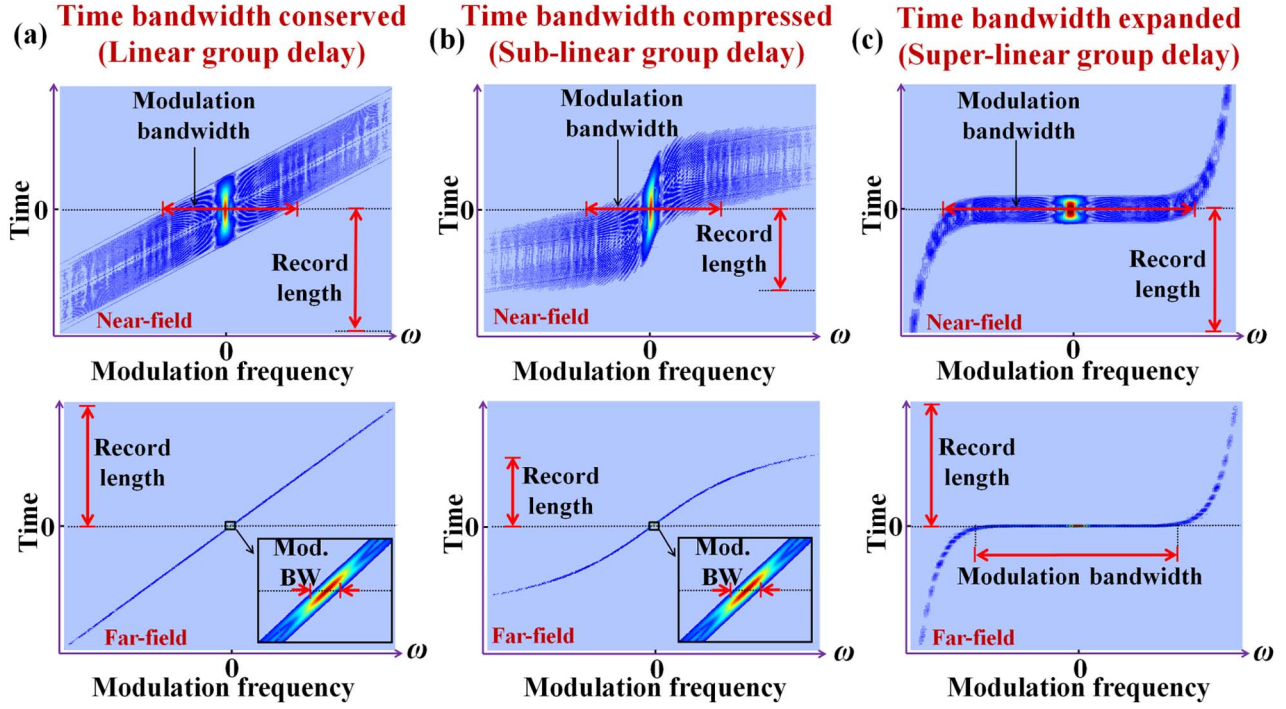 (a)
Time bandwidth conserved
(Linear group delay)
Modulation
bandwidth
Time
0
Record
length
Near-field
0
ω
Modulation frequency
Record
length
Time
0
Mod.
BW
Far-field
0
ω
Modulation frequency
(b)
Time bandwidth compressed
(Sub-linear group delay)
Modulation
bandwidth
Time
0
Record
length
Near-field
0
ω
Modulation frequency
Record
length
Time
0
Mod.
BW
Far-field
0
ω
Modulation frequency
(c)
Time bandwidth expanded
(Super-linear group delay)
Modulation
bandwidth
Time
0
Record
length
Near-field
0
ω
Modulation frequency
Record
length
Time
0
Modulation bandwidth
Far-field
0
ω
Modulation frequency